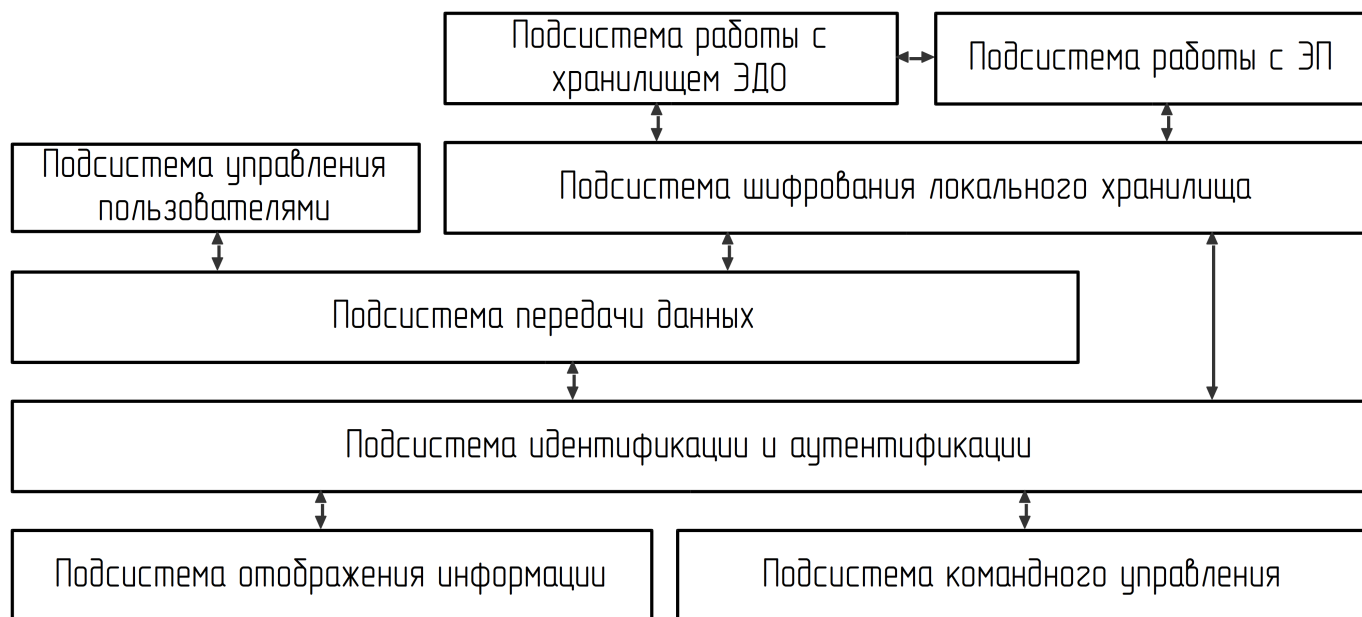 Подсистема работы с
хранилищем ЭДО
Подсистема работы с ЭП
Подсистема управления
пользователями
Подсистема шифрования локального хранилища
Подсистема передачи данных
Подсистема идентификации и аутентификации
Подсистема отображения информации
Подсистема командного управления